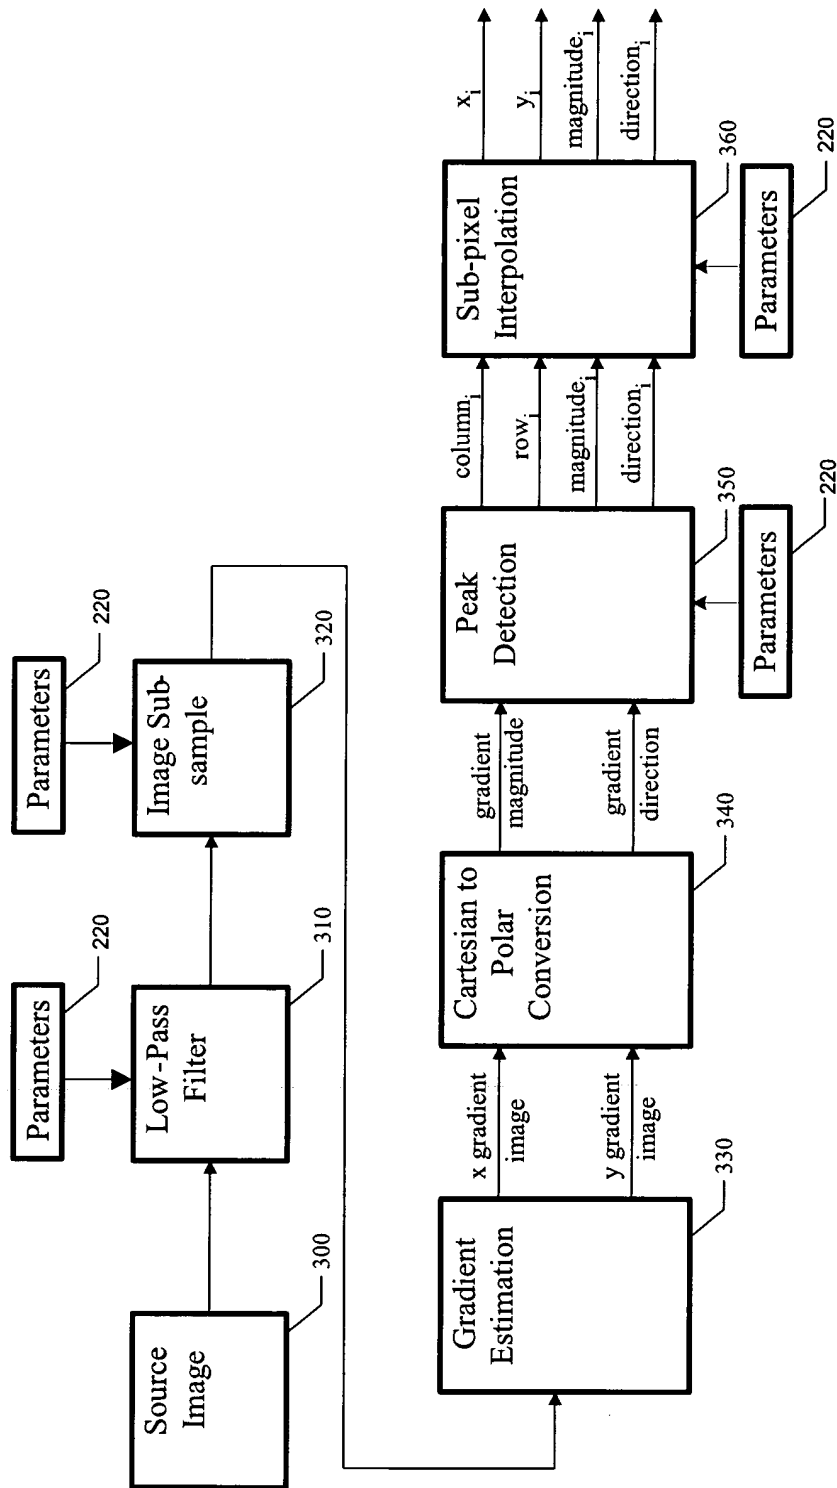 Parameters
220
Parameters
220
Source
Image
300
Low-Pass
Filter
310
Image Sub-
sample
320
Gradient
Estimation
330
x gradient
image
y gradient
image
Cartesian to
Polar
Conversion
340
gradient
magnitude
gradient
direction
Peak
Detection
350
Parameters
220
column_i
row_i
magnitude_i
direction_i
Sub-pixel
Interpolation
360
Parameters
220
x_i
y_i
magnitude_i
direction_i